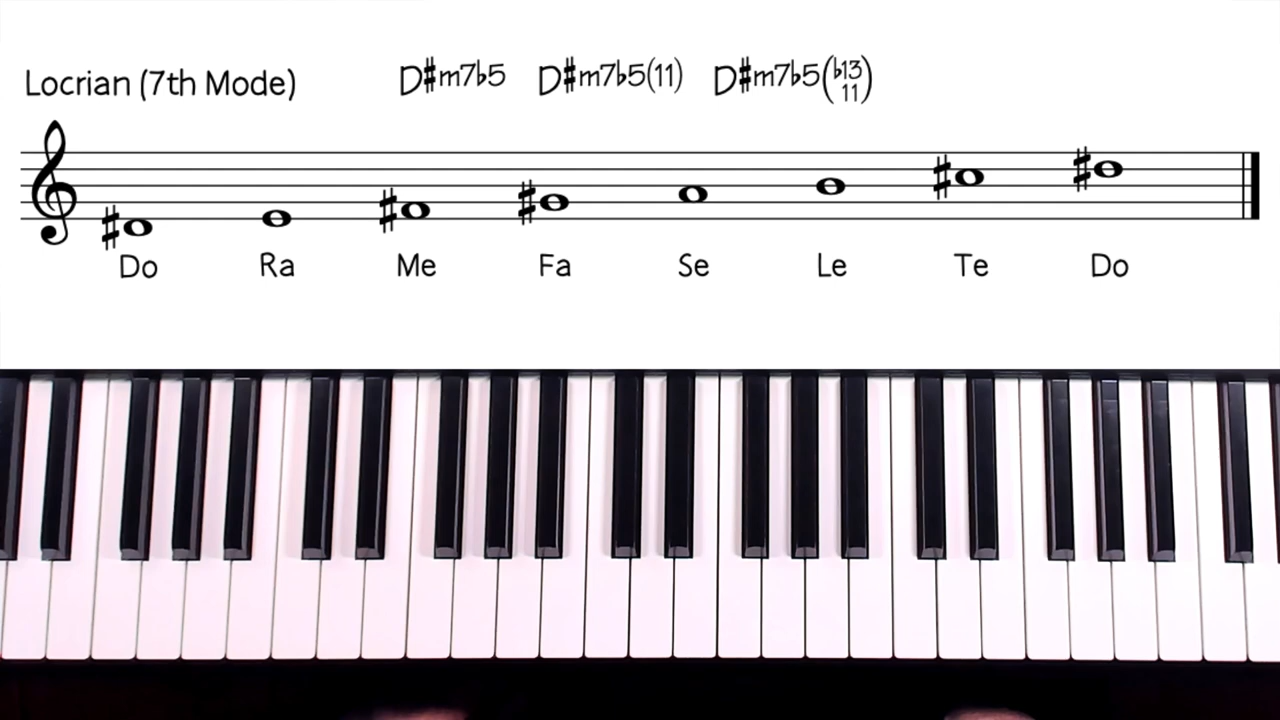 Locrian (7th Mode) D♯m7♭5 D♯m7♭5(11) D♯m7♭5(♭13 11)
Do Ra Me Fa Se Le Te Do